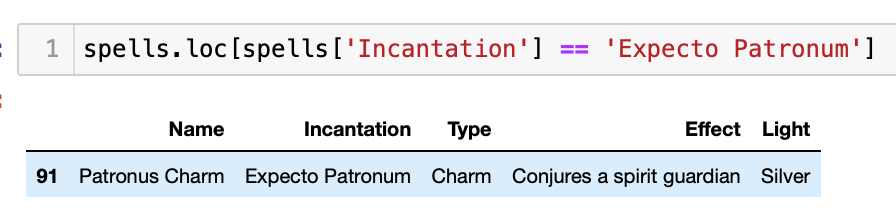 1 spells.loc[spells['Incantation'] == 'Expecto Patronum']
Name Incantation Type Effect Light
91 Patronus Charm Expecto Patronum Charm Conjures a spirit guardian Silver